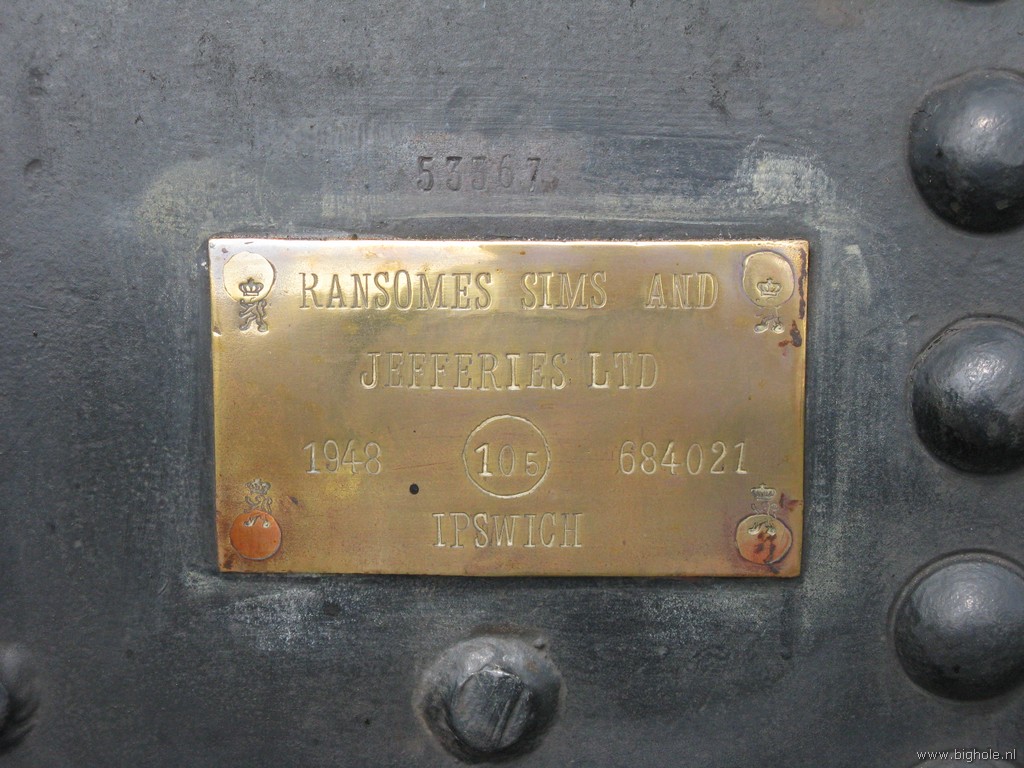 53567
RANSOMES SIMS AND
JEFFERIES LTD
1948 105 684021
IPSWICH
www.bighole.nl